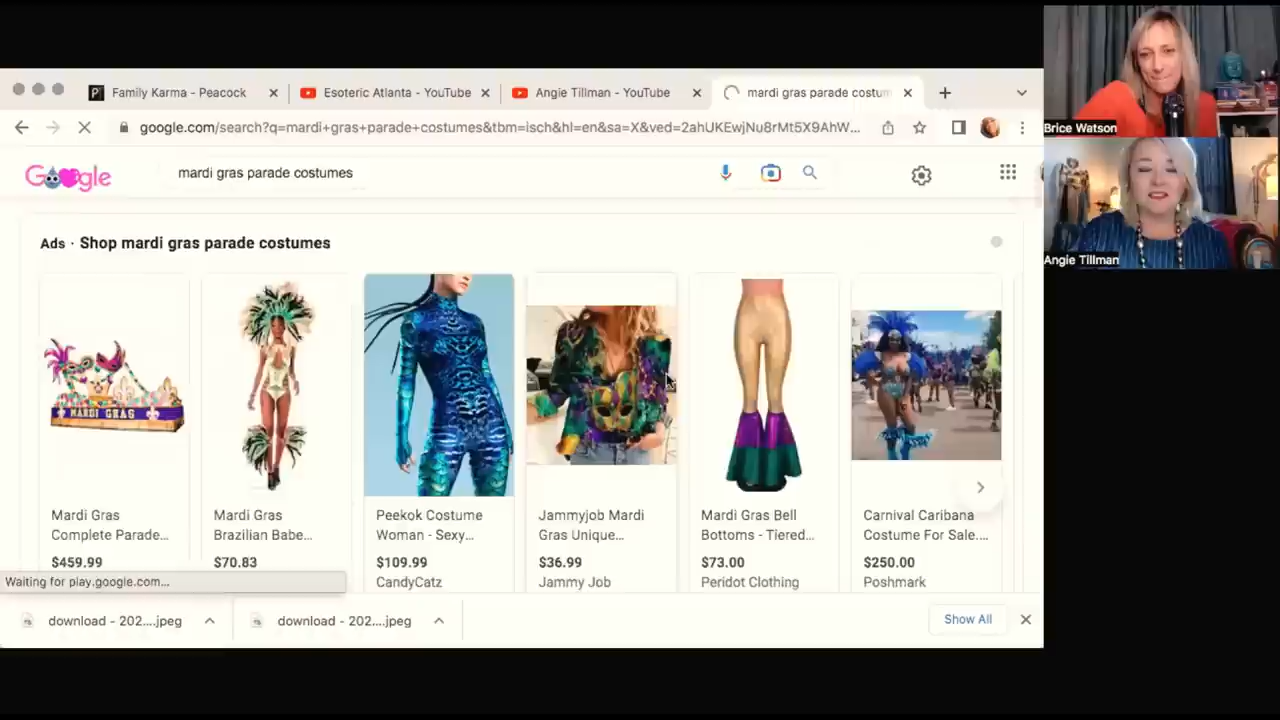 Family Karma - Peacock
Esoteric Atlanta - YouTube
Angie Tillman - YouTube
mardi gras parade costum
google.com/search?q=mardi+gras+parade+costumes&tbm=isch&hl=en&sa=X&ved=2ahUKEwjNu8rMt5X9AhW...
Google
mardi gras parade costumes
Ads · Shop mardi gras parade costumes
MARDI GRAS
Mardi Gras
Complete Parade...
$459.99
Mardi Gras
Brazilian Babe...
$70.83
Peekok Costume
Woman - Sexy...
$109.99
CandyCatz
Jammyjob Mardi
Gras Unique...
$36.99
Jammy Job
Mardi Gras Bell
Bottoms - Tiered...
$73.00
Peridot Clothing
Carnival Caribana
Costume For Sale....
$250.00
Poshmark
Waiting for play.google.com...
download - 202....jpeg
download - 202....jpeg
Show All
Brice Watson
Angie Tillman